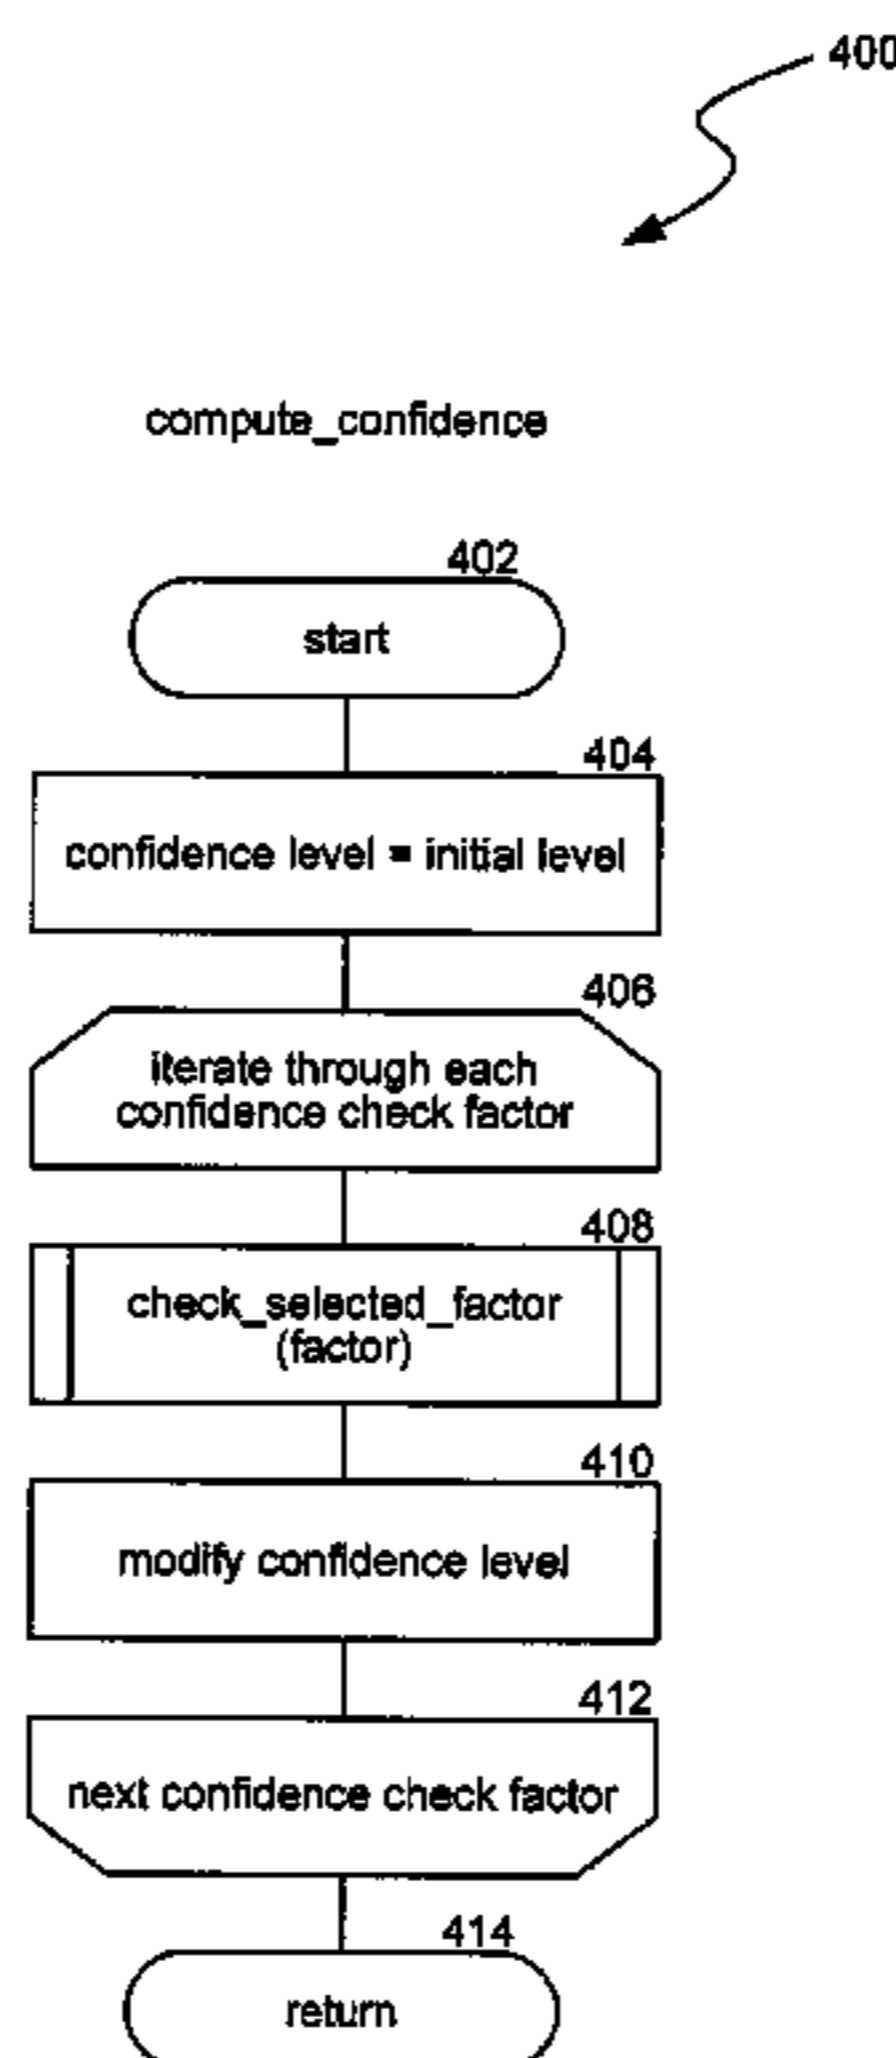 400
compute_confidence
402
start
404
confidence level = initial level
406
iterate through each
confidence check factor
408
check_selected_factor
(factor)
410
modify confidence level
412
next confidence check factor
414
return